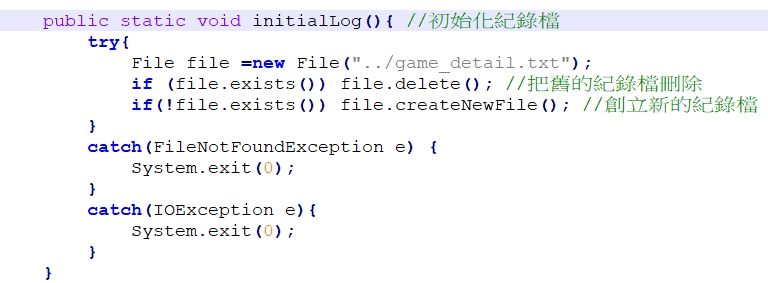 public static void initialLog(){ //初始化紀錄檔
try{
File file =new File("../game_detail.txt");
if (file.exists()) file.delete(); //把舊的紀錄檔刪除
if(!file.exists()) file.createNewFile(); //創立新的紀錄檔
}
catch(FileNotFoundException e) {
System.exit(0);
}
catch(IOException e){
System.exit(0);
}
}